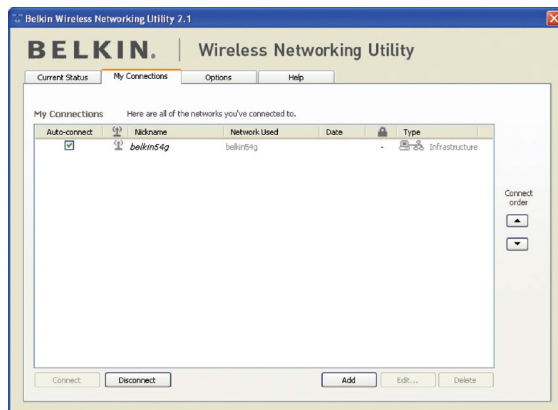 Belkin Wireless Networking Utility 2.1
BELKIN. | Wireless Networking Utility
Current Status My Connections Options Help
My Connections Here are all of the networks you've connected to.
Auto-connect Nickname Network Used Date Type
belkin54g belkin54g - Infrastructure
Connect order
Connect Disconnect Add Edit... Delete